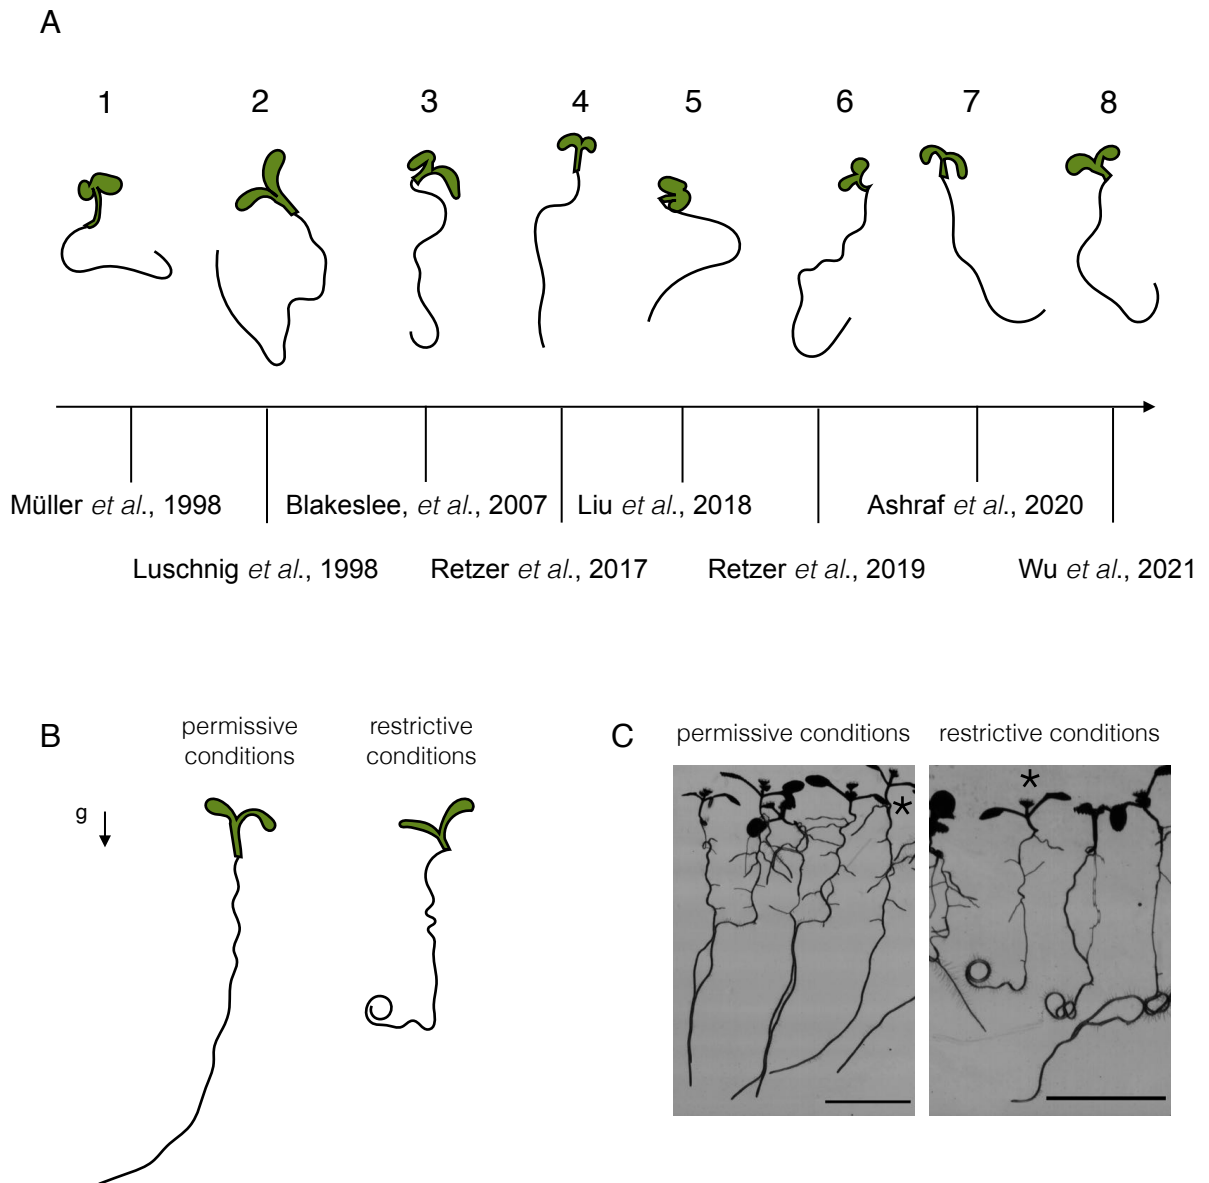 A
1 2 3 4 5 6 7 8
Müller et al., 1998 Blakeslee, et al., 2007 Liu et al., 2018 Ashraf et al., 2020
Luschnig et al., 1998 Retzer et al., 2017 Retzer et al., 2019 Wu et al., 2021
B
permissive
conditions
restrictive
conditions
g
C
permissive conditions
restrictive conditions
*
*